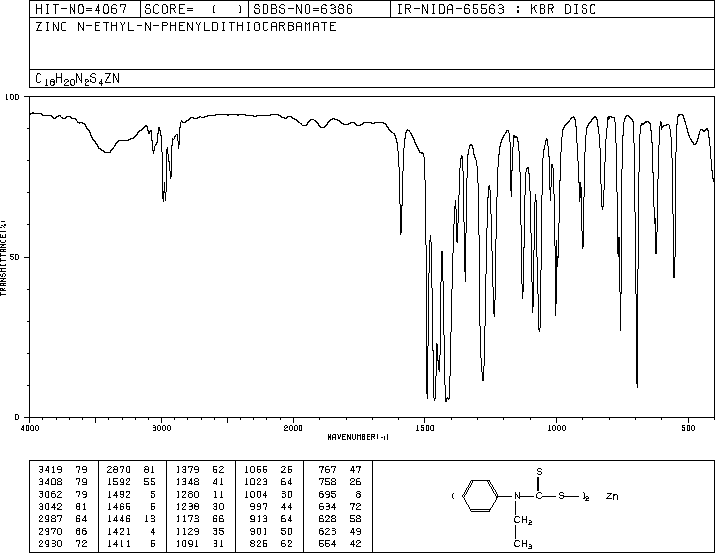 HIT-NO=4067 SCORE= ( ) SDBS-NO=6386 IR-NIDA-65563 : KBR DISC
ZINC N-ETHYL-N-PHENYLDITHIOCARBAMATE
C18H20N2S4ZN
100
50
0
TRANSMITTANCE(%)
4000 3000 2000 1500 1000 500
WAVENUMBER(-1)
3419 79 2870 81 1379 52 1066 26 767 47
3408 79 1592 55 1348 41 1023 64 758 26
3062 79 1492 5 1280 11 1004 30 695 8
3042 81 1466 5 1238 30 997 44 634 72
2987 64 1446 13 1173 66 913 64 628 58
2970 66 1421 4 1129 35 901 50 623 49
2930 72 1411 5 1091 31 826 62 554 42
S
( N C S )2 Zn
CH2
CH3